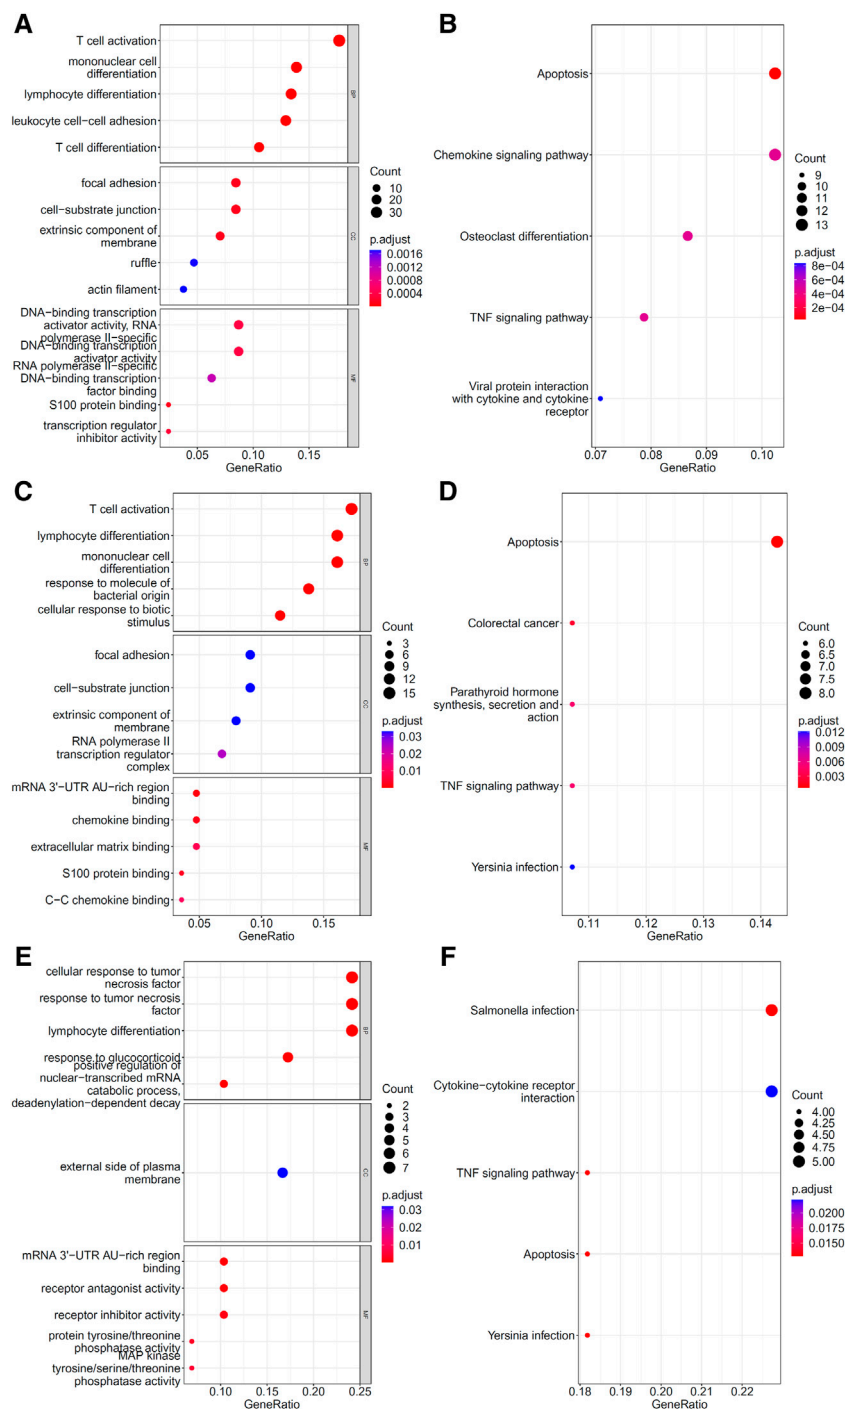 A
T cell activation
mononuclear cell
differentiation
lymphocyte differentiation
leukocyte cell−cell adhesion
T cell differentiation
BP
focal adhesion
cell−substrate junction
extrinsic component of
membrane
ruffle
actin filament
CC
DNA−binding transcription
activator activity, RNA
polymerase II−specific
DNA−binding transcription
activator activity
RNA polymerase II−specific
DNA−binding transcription
factor binding
S100 protein binding
transcription regulator
inhibitor activity
MF
0.05 0.10 0.15
GeneRatio
Count
10
20
30
p.adjust
0.0016
0.0012
0.0008
0.0004
B
Apoptosis
Chemokine signaling pathway
Osteoclast differentiation
TNF signaling pathway
Viral protein interaction
with cytokine and cytokine
receptor
0.07 0.08 0.09 0.10
GeneRatio
Count
9
10
11
12
13
p.adjust
8e−04
6e−04
4e−04
2e−04
C
T cell activation
lymphocyte differentiation
mononuclear cell
differentiation
response to molecule of
bacterial origin
cellular response to biotic
stimulus
BP
focal adhesion
cell−substrate junction
extrinsic component of
membrane
RNA polymerase II
transcription regulator
complex
CC
mRNA 3'−UTR AU−rich region
binding
chemokine binding
extracellular matrix binding
S100 protein binding
C−C chemokine binding
MF
0.05 0.10 0.15
GeneRatio
Count
3
6
9
12
15
p.adjust
0.03
0.02
0.01
D
Apoptosis
Colorectal cancer
Parathyroid hormone
synthesis, secretion and
action
TNF signaling pathway
Yersinia infection
0.11 0.12 0.13 0.14
GeneRatio
Count
6.0
6.5
7.0
7.5
8.0
p.adjust
0.012
0.009
0.006
0.003
E
cellular response to tumor
necrosis factor
response to tumor necrosis
factor
lymphocyte differentiation
response to glucocorticoid
positive regulation of
nuclear−transcribed mRNA
catabolic process,
deadenylation−dependent decay
BP
external side of plasma
membrane
CC
mRNA 3'−UTR AU−rich region
binding
receptor antagonist activity
receptor inhibitor activity
protein tyrosine/threonine
phosphatase activity
MAP kinase
tyrosine/serine/threonine
phosphatase activity
MF
0.10 0.15 0.20 0.25
GeneRatio
Count
2
3
4
5
6
7
p.adjust
0.03
0.02
0.01
F
Salmonella infection
Cytokine−cytokine receptor
interaction
TNF signaling pathway
Apoptosis
Yersinia infection
0.18 0.19 0.20 0.21 0.22
GeneRatio
Count
4.00
4.25
4.50
4.75
5.00
p.adjust
0.0200
0.0175
0.0150